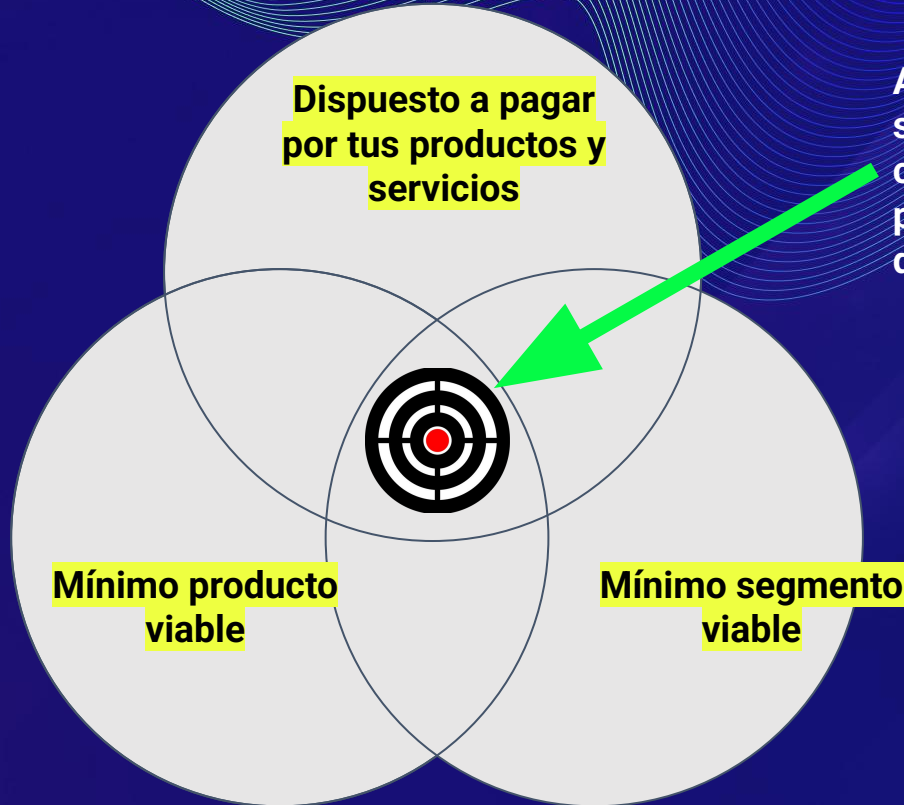 Dispuesto a pagar
por tus productos y
servicios
Mínimo producto
viable
Mínimo segmento
viable